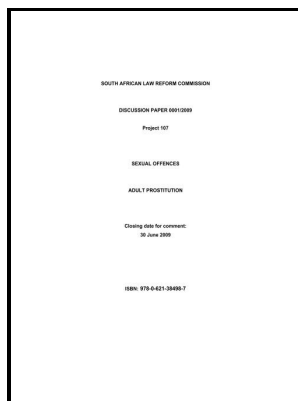 SOUTH AFRICAN LAW REFORM COMMISSION
DISCUSSION PAPER 0001/2009
Project 107
SEXUAL OFFENCES
ADULT PROSTITUTION
Closing date for comment:
30 June 2009
ISBN: 978-0-621-38498-7